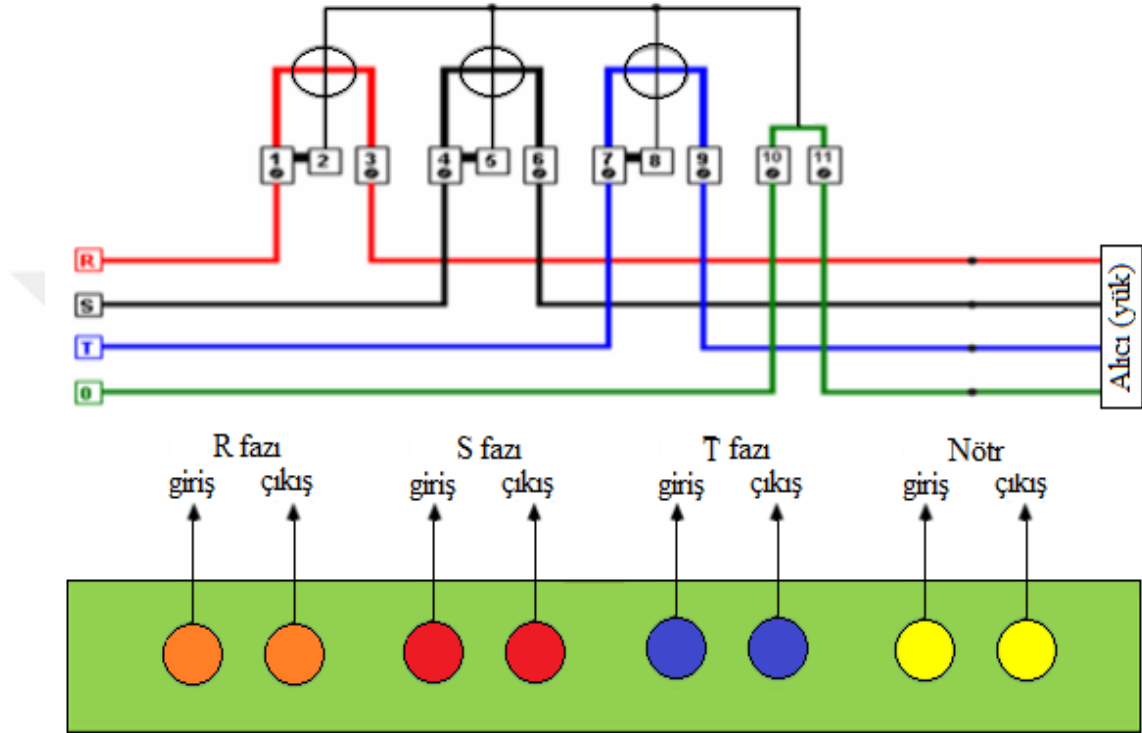 1 2 3 4 5 6 7 8 9 10 11
R
S
T
0
Alıcı (yük)
R fazı S fazı T fazı Nötr
giriş çıkış giriş çıkış giriş çıkış giriş çıkış